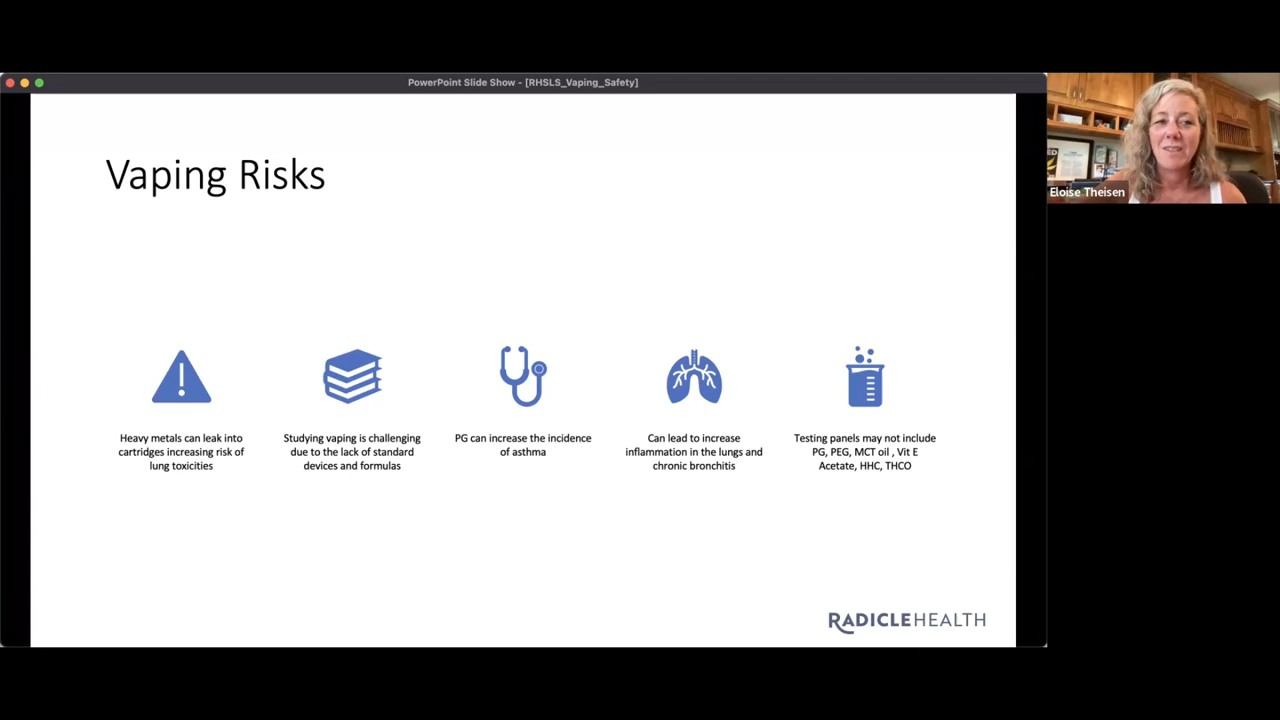 PowerPoint Slide Show - [RHSLS_Vaping_Safety]
Eloise Theisen
Vaping Risks
Heavy metals can leak into
cartridges increasing risk of
lung toxicities
Studying vaping is challenging
due to the lack of standard
devices and formulas
PG can increase the incidence
of asthma
Can lead to increase
inflammation in the lungs and
chronic bronchitis
Testing panels may not include
PG, PEG, MCT oil , Vit E
Acetate, HHC, THCO
RADICLEHEALTH